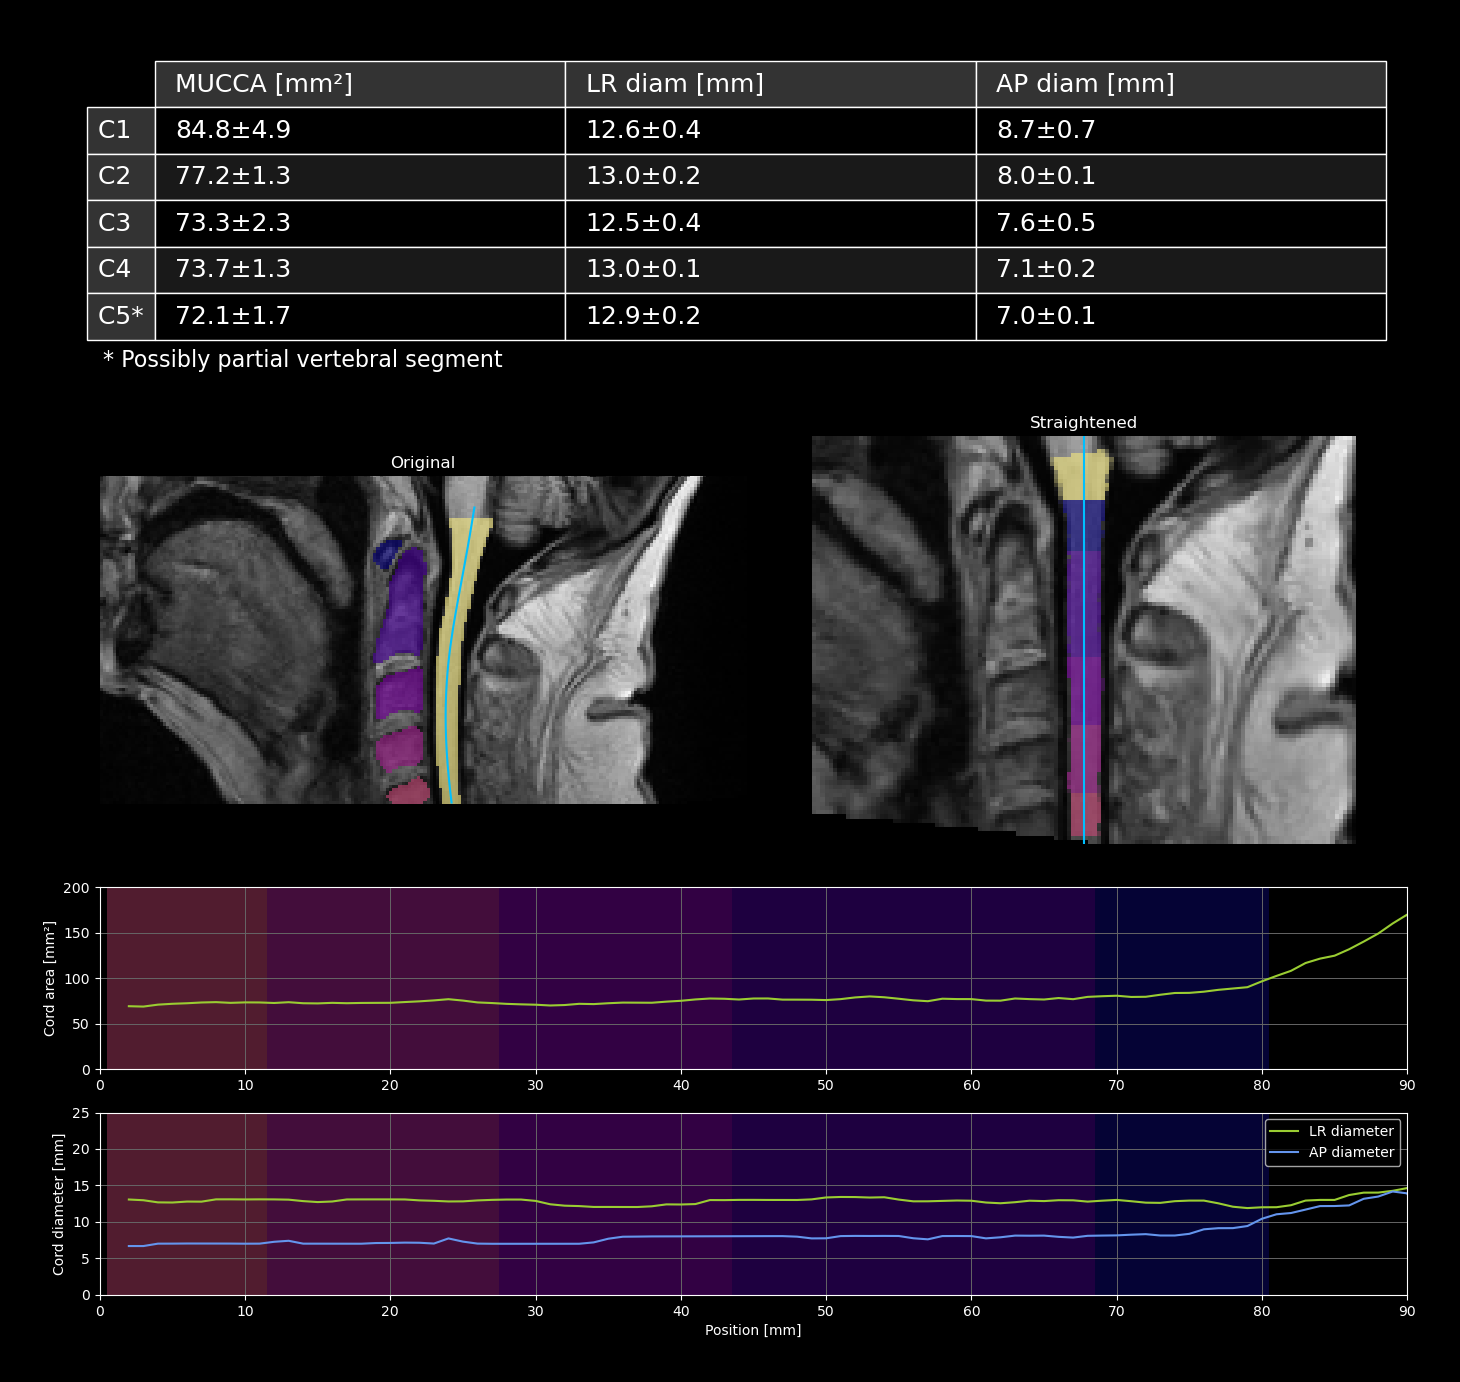 MUCCA [mm²] LR diam [mm] AP diam [mm]
C1 84.8±4.9 12.6±0.4 8.7±0.7
C2 77.2±1.3 13.0±0.2 8.0±0.1
C3 73.3±2.3 12.5±0.4 7.6±0.5
C4 73.7±1.3 13.0±0.1 7.1±0.2
C5* 72.1±1.7 12.9±0.2 7.0±0.1
* Possibly partial vertebral segment
Original
Straightened
Cord area [mm²]
200
150
100
50
0
0 10 20 30 40 50 60 70 80 90
Cord diameter [mm]
25
20
15
10
5
0
LR diameter
AP diameter
0 10 20 30 40 50 60 70 80 90
Position [mm]